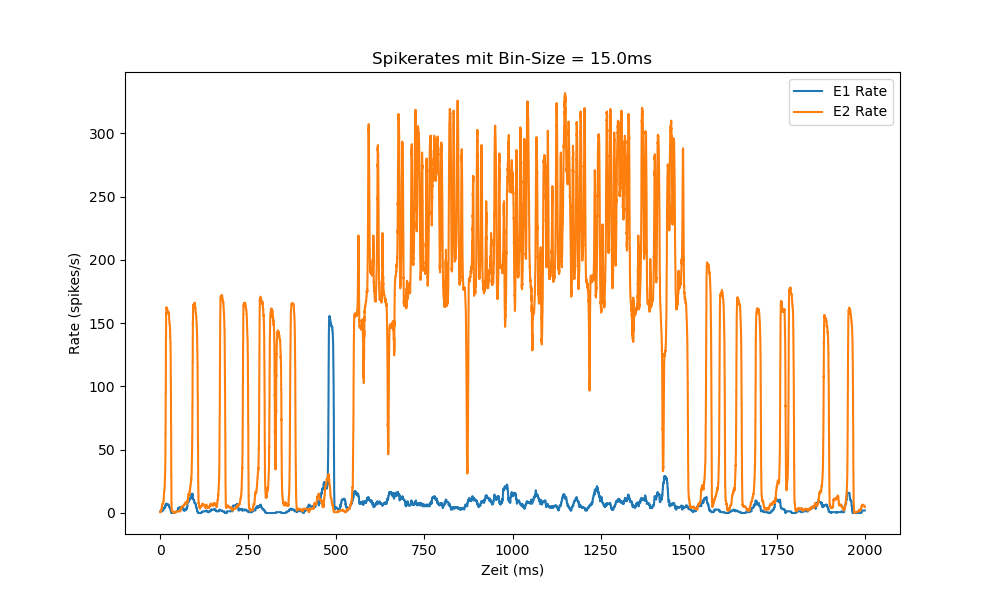 Spikerates mit Bin-Size = 15.0ms
E1 Rate
E2 Rate
Rate (spikes/s)
300
250
200
150
100
50
0
0 250 500 750 1000 1250 1500 1750 2000
Zeit (ms)